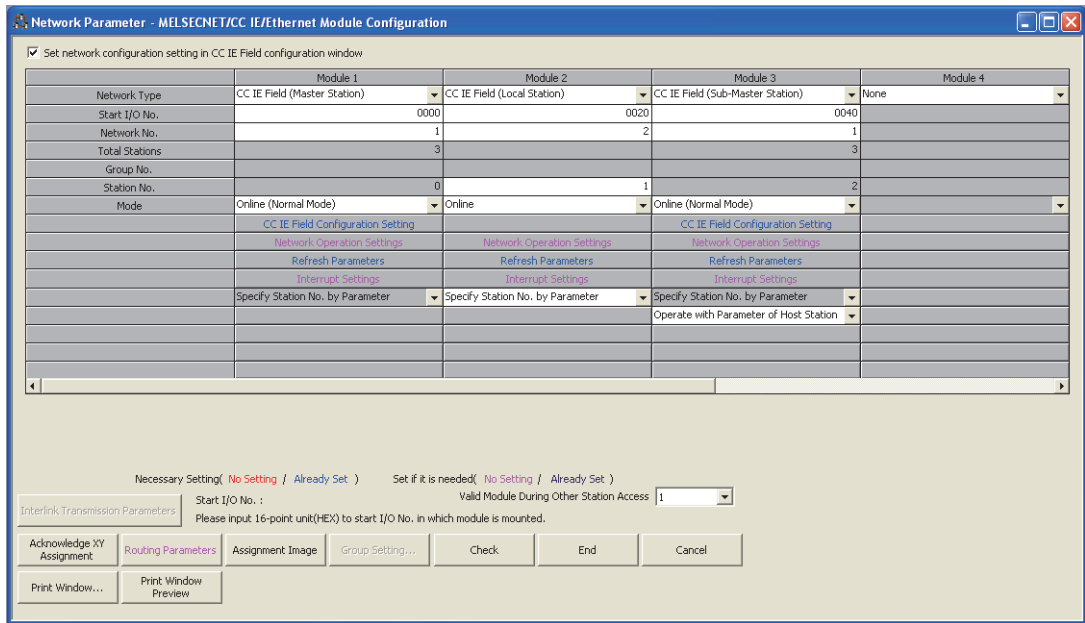 Network Parameter - MELSECNET/CC IE/Ethernet Module Configuration
Set network configuration setting in CC IE Field configuration window
Module 1 Module 2 Module 3 Module 4
Network Type CC IE Field (Master Station) CC IE Field (Local Station) CC IE Field (Sub-Master Station) None
Start I/O No. 0000 0020 0040
Network No. 1 2 1
Total Stations 3 3
Group No.
Station No. 0 1 2
Mode Online (Normal Mode) Online Online (Normal Mode)
CC IE Field Configuration Setting CC IE Field Configuration Setting
Network Operation Settings Network Operation Settings Network Operation Settings
Refresh Parameters Refresh Parameters Refresh Parameters
Interrupt Settings Interrupt Settings Interrupt Settings
Specify Station No. by Parameter Specify Station No. by Parameter Specify Station No. by Parameter
Operate with Parameter of Host Station
Necessary Setting( No Setting / Already Set ) Set if it is needed( No Setting / Already Set )
Interlink Transmission Parameters Start I/O No. : Valid Module During Other Station Access 1
Please input 16-point unit(HEX) to start I/O No. in which module is mounted.
Acknowledge XY Assignment Routing Parameters Assignment Image Group Setting... Check End Cancel
Print Window... Print Window Preview